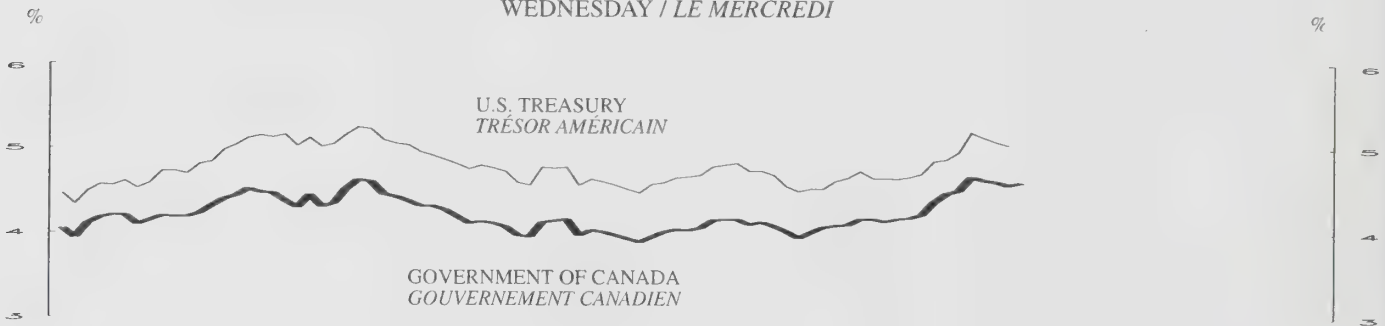 WEDNESDAY / LE MERCREDI
% %
6 6
U.S. TREASURY
TRÉSOR AMÉRICAIN
5 5
4 4
GOVERNMENT OF CANADA
GOUVERNEMENT CANADIEN
3 3